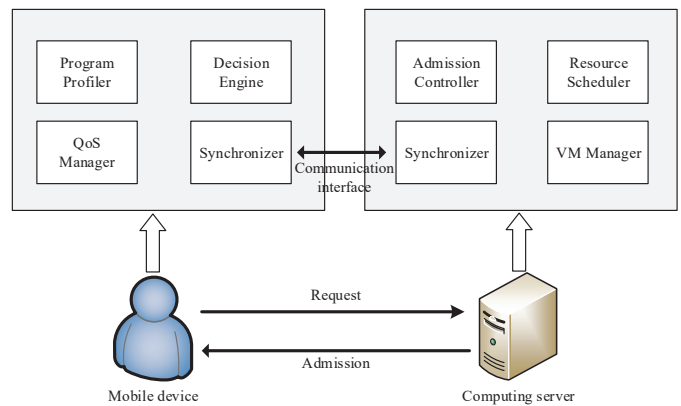 Program
Profiler
Decision
Engine
QoS
Manager
Synchronizer
Admission
Controller
Resource
Scheduler
Synchronizer
VM Manager
Communication
interface
Request
Admission
Mobile device
Computing server